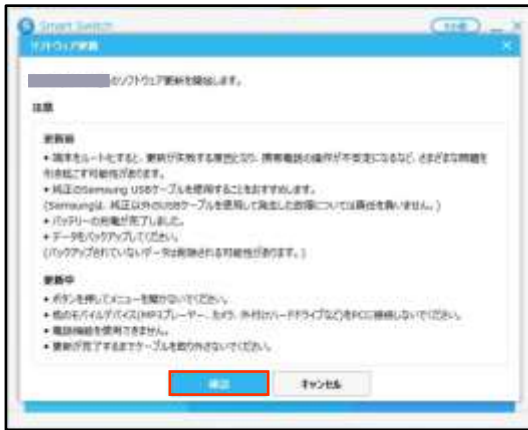 Smart Switch
ソフトウェア更新
のソフトウェア更新を開始します。
注意
更新前
• 端末をルート化すると、更新が失敗する原因となり、携帯電話の操作が不安定になるなど、さまざまな問題を
引き起こす可能性があります。
• 純正のSamsung USBケーブルを使用することをおすすめします。
(Samsungは、純正以外のUSBケーブルを使用して発生した故障については責任を負いません。)
• バッテリーの充電が完了しました。
• データをバックアップしてください。
(バックアップされていないデータは削除される可能性があります。)
更新中
• ボタンを押してメニューを開かないでください。
• 他のモバイルデバイス(MP3プレーヤー、カメラ、外付けハードドライブなど)をPCに接続しないでください。
• 電話機能を使用できません。
• 更新が完了するまでケーブルを取り外さないでください。
確認
キャンセル